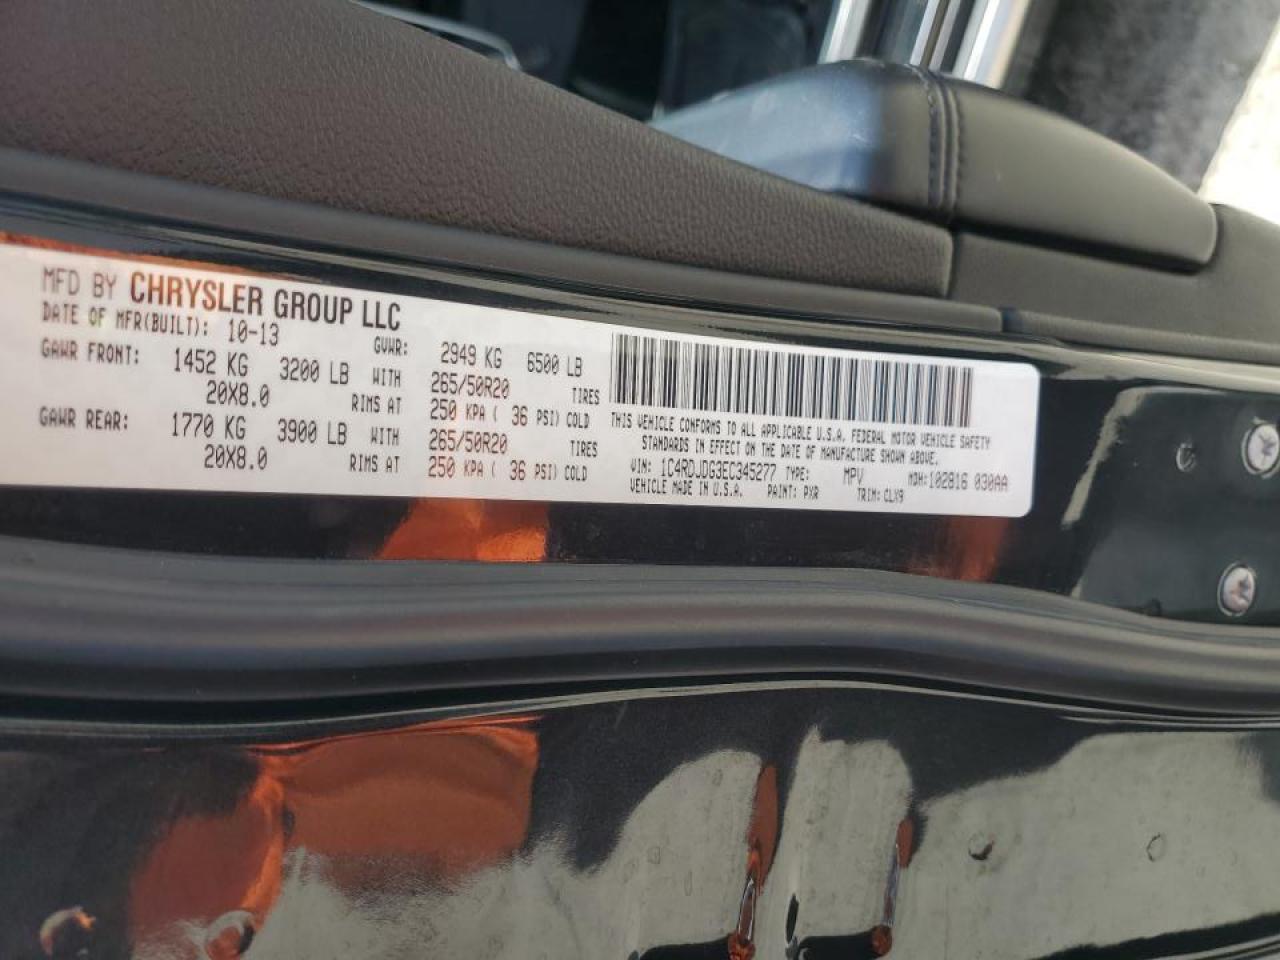 MFD BY CHRYSLER GROUP LLC
DATE OF MFR(BUILT): 10-13 GVWR: 2949 KG 6500 LB
GAWR FRONT: 1452 KG 3200 LB WITH 265/50R20 TIRES
20X8.0 RIMS AT 250 KPA ( 36 PSI) COLD
GAWR REAR: 1770 KG 3900 LB WITH 265/50R20 TIRES
20X8.0 RIMS AT 250 KPA ( 36 PSI) COLD
THIS VEHICLE CONFORMS TO ALL APPLICABLE U.S.A. FEDERAL MOTOR VEHICLE SAFETY
STANDARDS IN EFFECT ON THE DATE OF MANUFACTURE SHOWN ABOVE.
VIN: 1C4RDJDG3EC345277 TYPE: MPV MDH:102816 030AA
VEHICLE MADE IN U.S.A. PAINT: PXR TRIM:CLX9